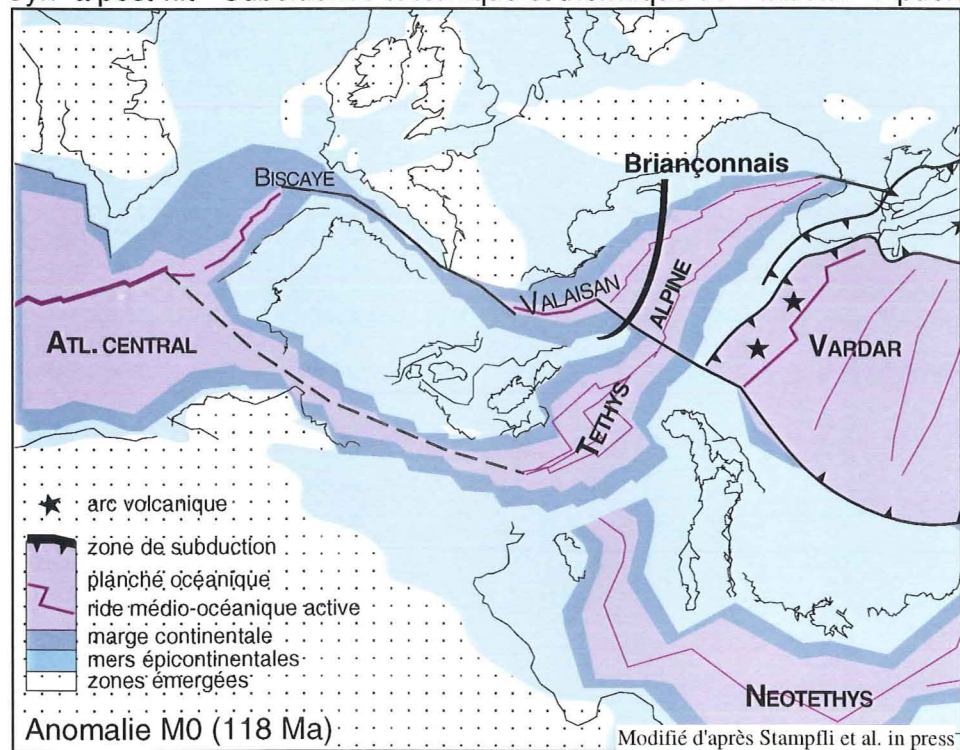 BISCAYE
Briançonnais
VALAISAN
ALPINE
ATL. CENTRAL
VARDAR
TETHYS
arc volcanique
zone de subduction
planché océanique
ride médio-océanique active
marge continentale
mers épicontinentales
zones émergées
NEOTETHYS
Anomalie M0 (118 Ma)
Modifié d'après Stampfli et al. in press